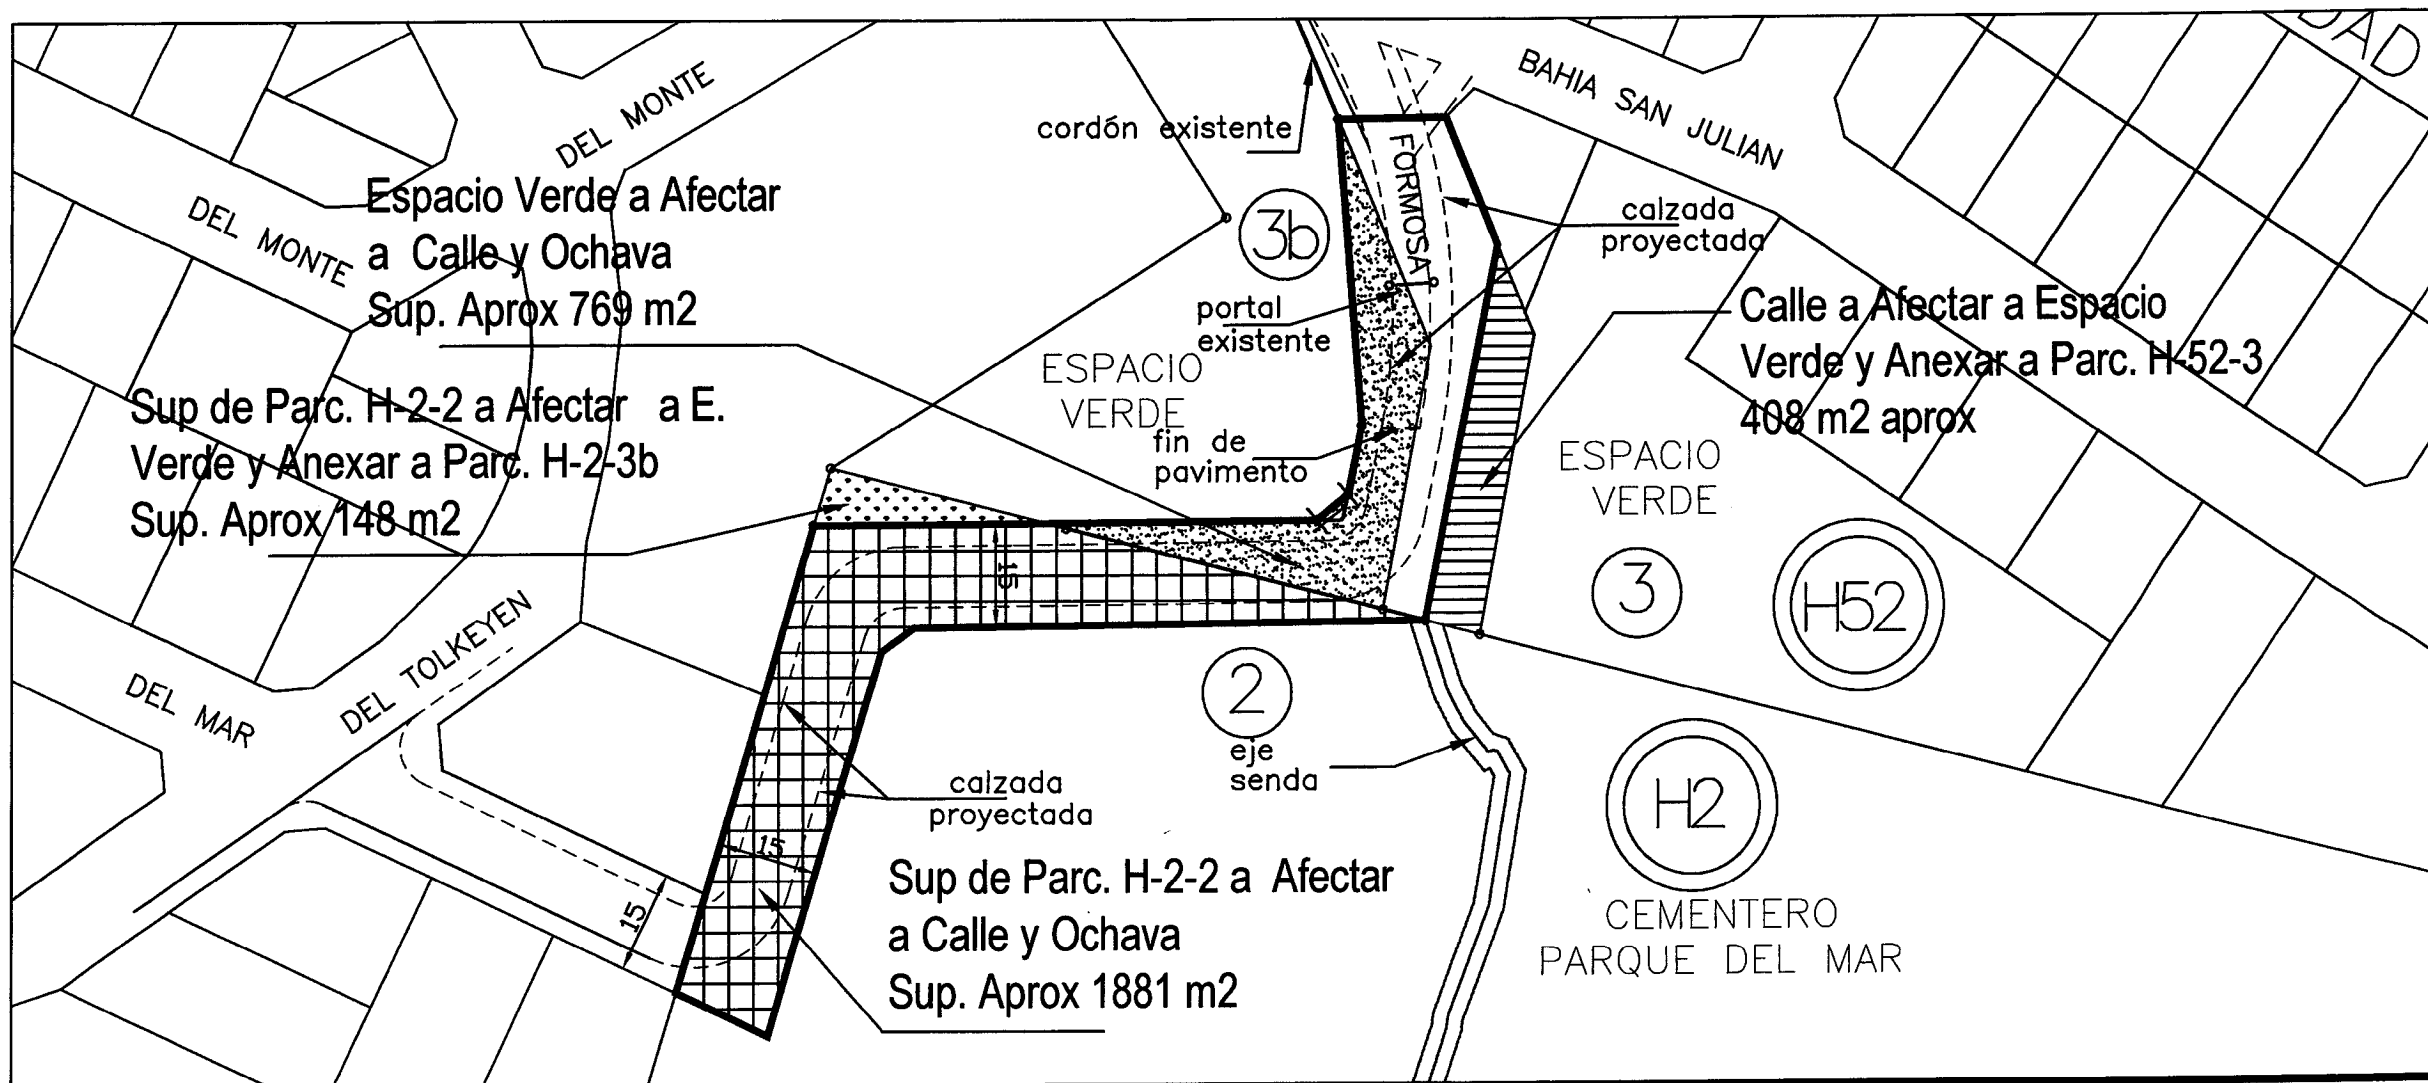 DAD
BAHIA SAN JULIAN
DEL MONTE
cordón existente
FORMOSA
DEL MONTE
Espacio Verde a Afectar
a Calle y Ochava
Sup. Aprox 769 m2
3b
calzada
proyectada
portal
existente
Calle a Afectar a Espacio
Verde y Anexar a Parc. H-52-3
408 m2 aprox
ESPACIO
VERDE
Sup de Parc. H-2-2 a Afectar a E.
Verde y Anexar a Parc. H-2-3b
Sup. Aprox 148 m2
fin de
pavimento
ESPACIO
VERDE
15
3
H52
DEL TOLKEYEN
DEL MAR
2
eje
senda
calzada
proyectada
H2
15
15
Sup de Parc. H-2-2 a Afectar
a Calle y Ochava
Sup. Aprox 1881 m2
CEMENTERO
PARQUE DEL MAR